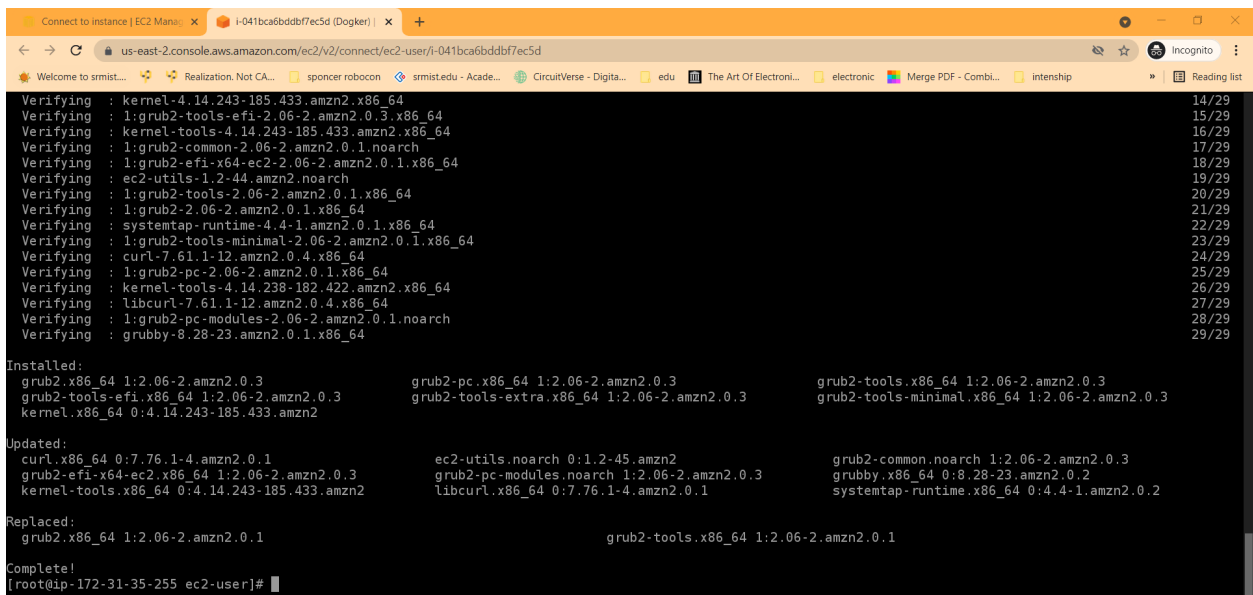 Connect to instance | EC2 Manag
i-041bca6bddbf7ec5d (Dogker) |
us-east-2.console.aws.amazon.com/ec2/v2/connect/ec2-user/i-041bca6bddbf7ec5d
Incognito
Welcome to srmist.... Realization. Not CA... sponcer robocon srmist.edu - Acade... CircuitVerse - Digita... edu The Art Of Electroni... electronic Merge PDF - Combi... intenship » Reading list
Verifying : kernel-4.14.243-185.433.amzn2.x86_64 14/29
Verifying : 1:grub2-tools-efi-2.06-2.amzn2.0.3.x86_64 15/29
Verifying : kernel-tools-4.14.243-185.433.amzn2.x86_64 16/29
Verifying : 1:grub2-common-2.06-2.amzn2.0.1.noarch 17/29
Verifying : 1:grub2-efi-x64-ec2-2.06-2.amzn2.0.1.x86_64 18/29
Verifying : ec2-utils-1.2-44.amzn2.noarch 19/29
Verifying : 1:grub2-tools-2.06-2.amzn2.0.1.x86_64 20/29
Verifying : 1:grub2-2.06-2.amzn2.0.1.x86_64 21/29
Verifying : systemtap-runtime-4.4-1.amzn2.0.1.x86_64 22/29
Verifying : 1:grub2-tools-minimal-2.06-2.amzn2.0.1.x86_64 23/29
Verifying : curl-7.61.1-12.amzn2.0.4.x86_64 24/29
Verifying : 1:grub2-pc-2.06-2.amzn2.0.1.x86_64 25/29
Verifying : kernel-tools-4.14.238-182.422.amzn2.x86_64 26/29
Verifying : libcurl-7.61.1-12.amzn2.0.4.x86_64 27/29
Verifying : 1:grub2-pc-modules-2.06-2.amzn2.0.1.noarch 28/29
Verifying : grubby-8.28-23.amzn2.0.1.x86_64 29/29
Installed:
grub2.x86_64 1:2.06-2.amzn2.0.3 grub2-pc.x86_64 1:2.06-2.amzn2.0.3 grub2-tools.x86_64 1:2.06-2.amzn2.0.3
grub2-tools-efi.x86_64 1:2.06-2.amzn2.0.3 grub2-tools-extra.x86_64 1:2.06-2.amzn2.0.3 grub2-tools-minimal.x86_64 1:2.06-2.amzn2.0.3
kernel.x86_64 0:4.14.243-185.433.amzn2
Updated:
curl.x86_64 0:7.76.1-4.amzn2.0.1 ec2-utils.noarch 0:1.2-45.amzn2 grub2-common.noarch 1:2.06-2.amzn2.0.3
grub2-efi-x64-ec2.x86_64 1:2.06-2.amzn2.0.3 grub2-pc-modules.noarch 1:2.06-2.amzn2.0.3 grubby.x86_64 0:8.28-23.amzn2.0.2
kernel-tools.x86_64 0:4.14.243-185.433.amzn2 libcurl.x86_64 0:7.76.1-4.amzn2.0.1 systemtap-runtime.x86_64 0:4.4-1.amzn2.0.2
Replaced:
grub2.x86_64 1:2.06-2.amzn2.0.1 grub2-tools.x86_64 1:2.06-2.amzn2.0.1
Complete!
[root@ip-172-31-35-255 ec2-user]#